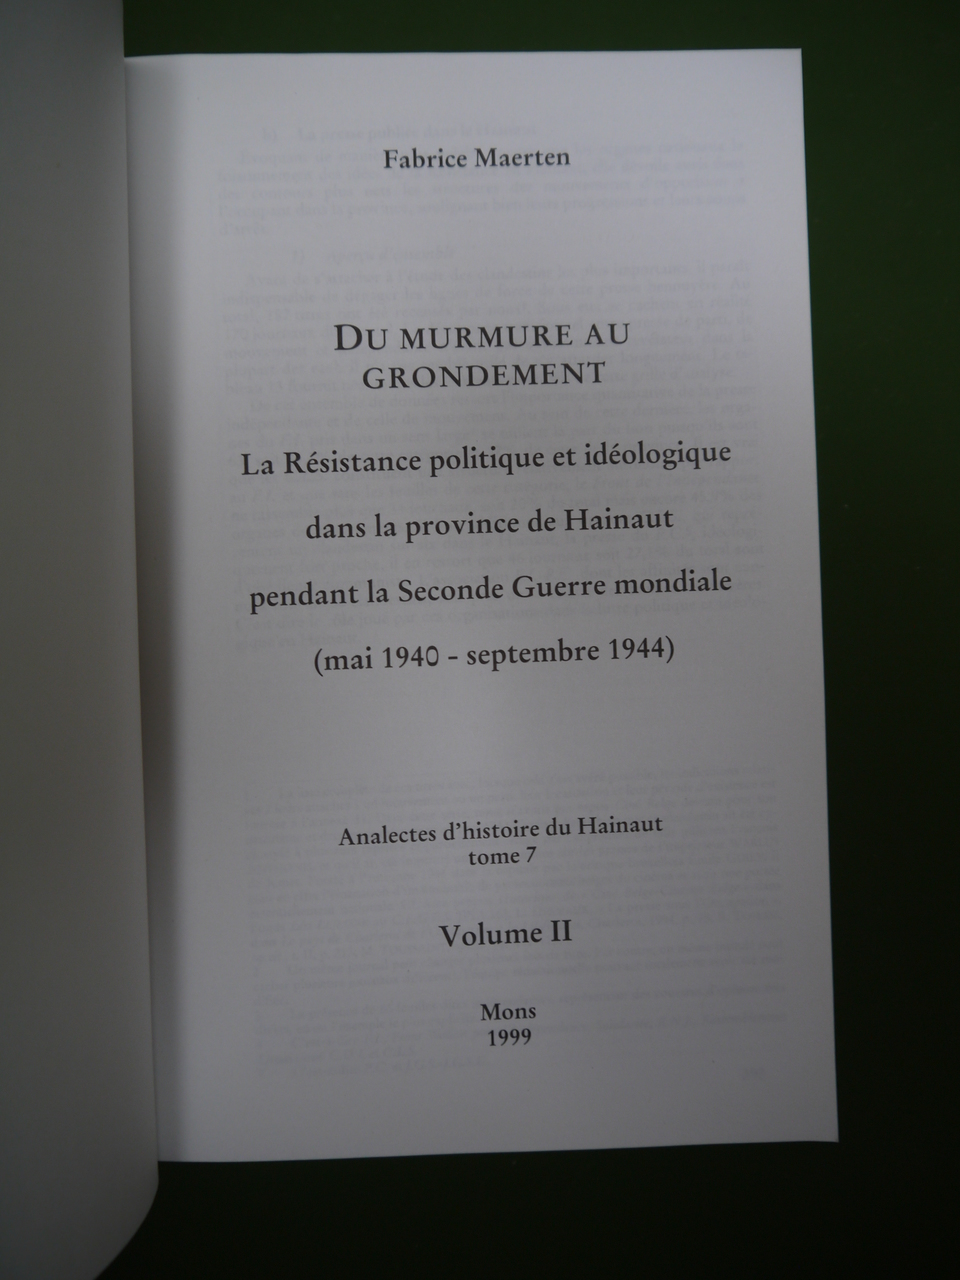 Fabrice Maerten
DU MURMURE AU
GRONDEMENT
La Résistance politique et idéologique
dans la province de Hainaut
pendant la Seconde Guerre mondiale
(mai 1940 - septembre 1944)
Analectes d'histoire du Hainaut
tome 7
Volume II
Mons
1999